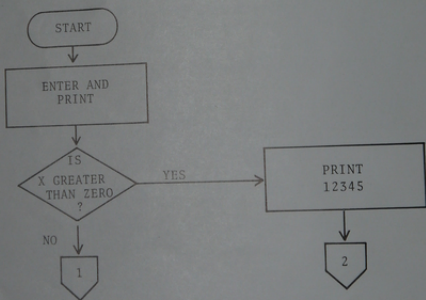 START
ENTER AND
PRINT
IS
X GREATER
THAN ZERO
?
YES
PRINT
12345
NO
1
2